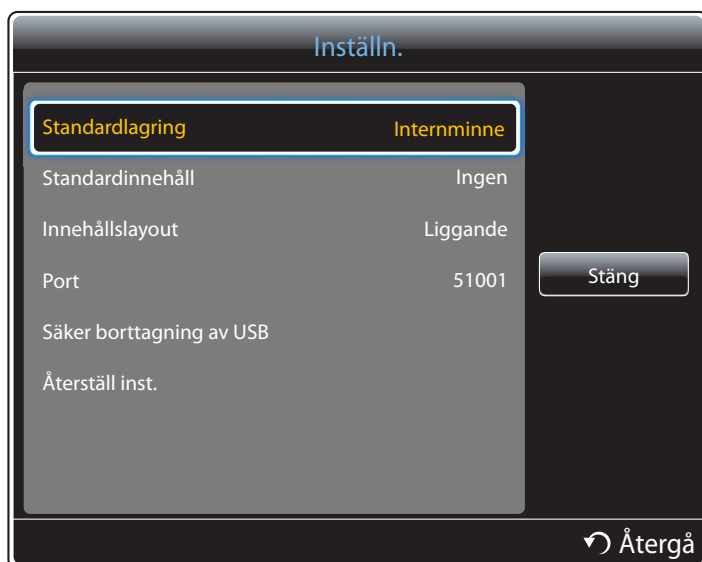 Inställn.
Standardlagring Internminne
Standardinnehåll Ingen
Innehållslayout Liggande
Port 51001
Stäng
Säker borttagning av USB
Återställ inst.
Återgå